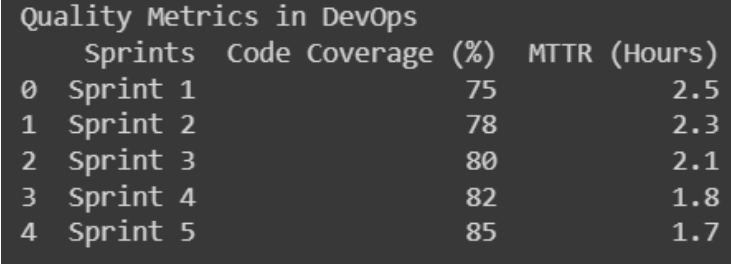 Quality Metrics in DevOps
Sprints Code Coverage (%) MTTR (Hours)
0 Sprint 1 75 2.5
1 Sprint 2 78 2.3
2 Sprint 3 80 2.1
3 Sprint 4 82 1.8
4 Sprint 5 85 1.7